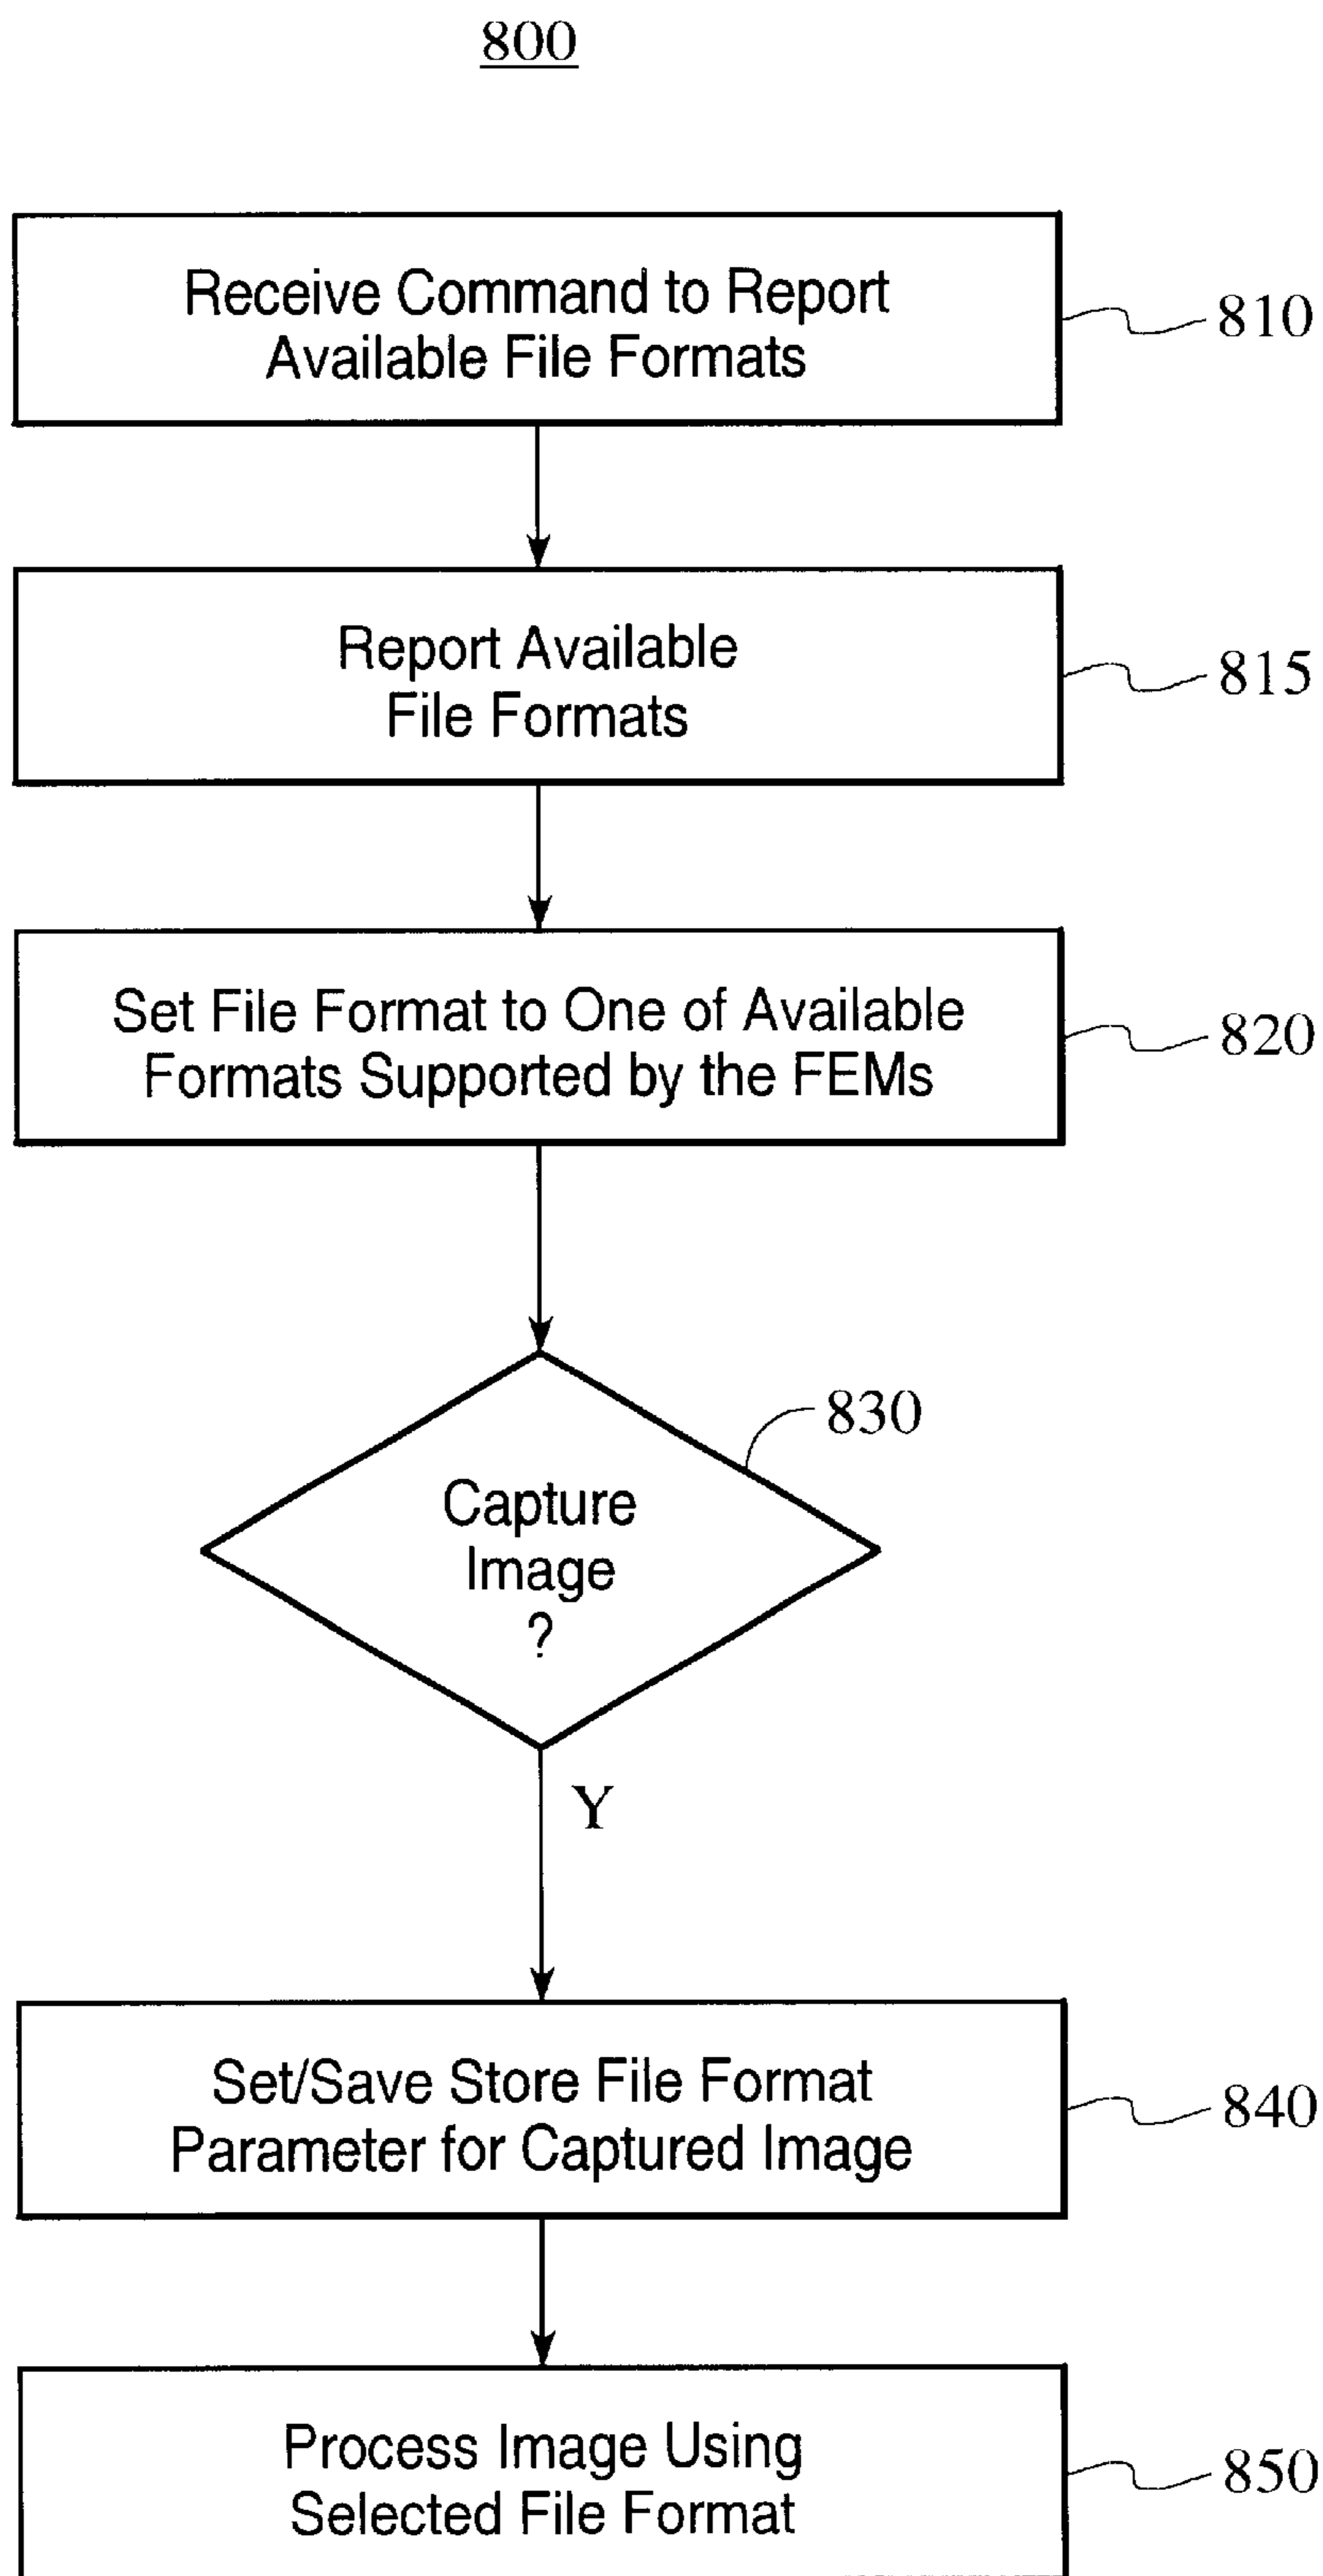 800
Receive Command to Report
Available File Formats
810
Report Available
File Formats
815
Set File Format to One of Available
Formats Supported by the FEMs
820
830
Capture
Image
?
Y
Set/Save Store File Format
Parameter for Captured Image
840
Process Image Using
Selected File Format
850